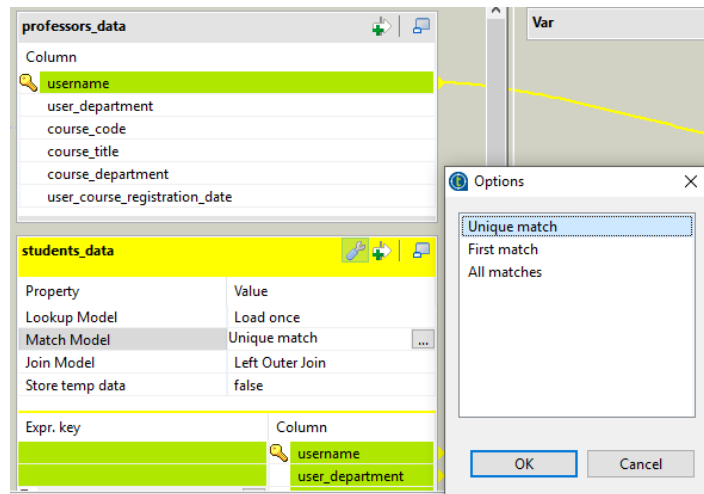 professors_data
Var
Column
username
user_department
course_code
course_title
course_department
user_course_registration_date
Options
Unique match
First match
All matches
students_data
Property Value
Lookup Model Load once
Match Model Unique match ...
Join Model Left Outer Join
Store temp data false
Expr. key Column
username
user_department
OK Cancel